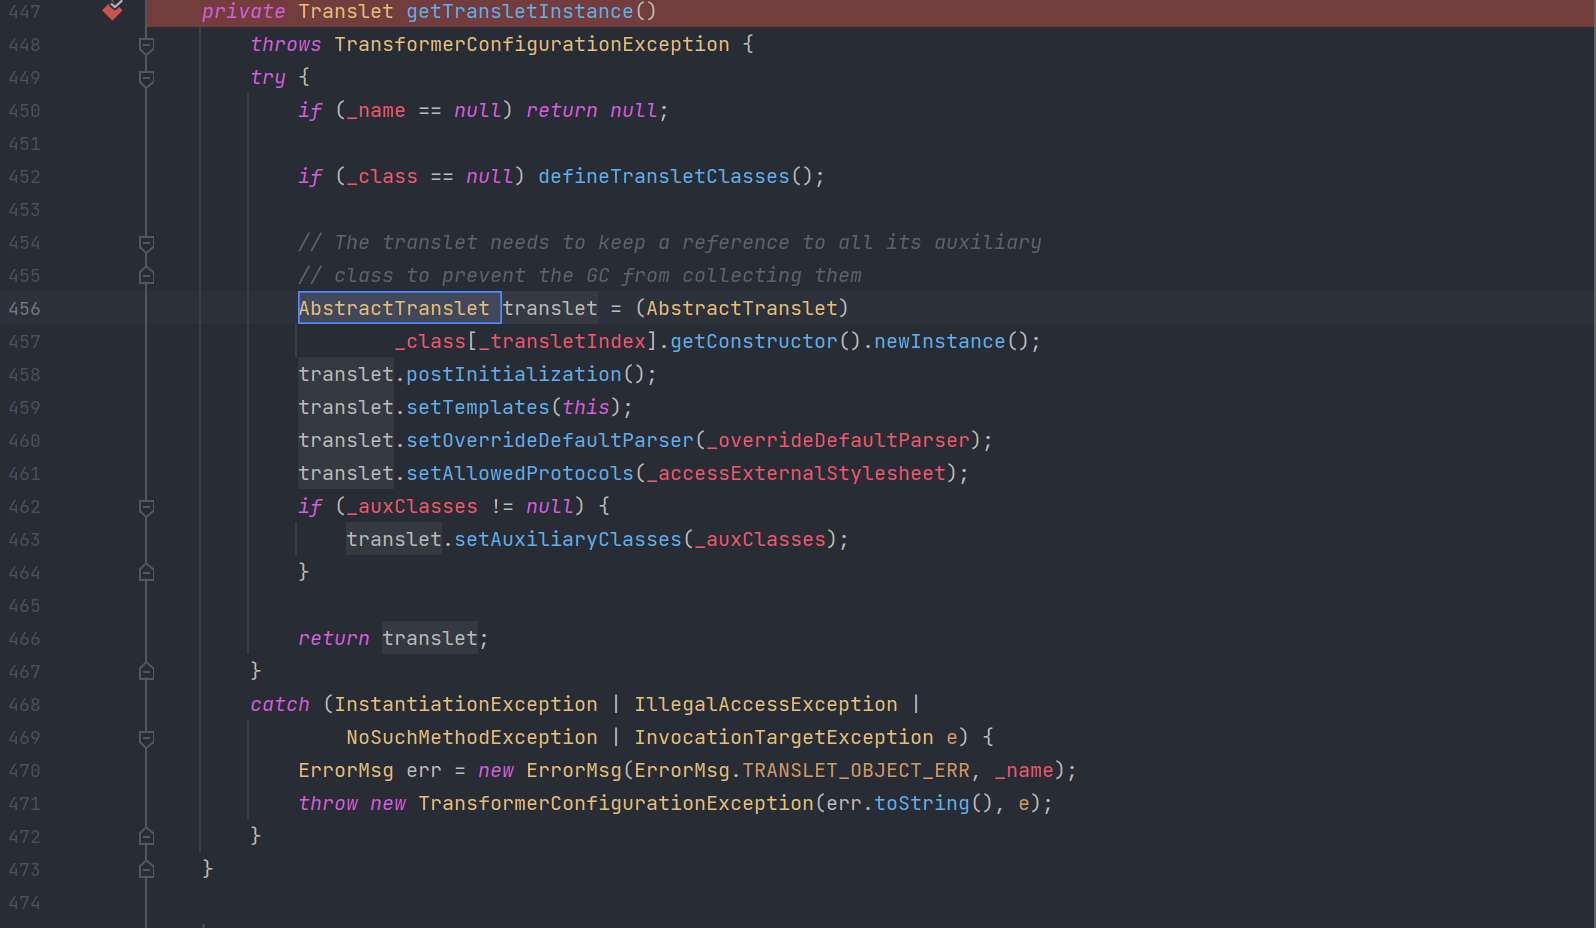 447 private Translet getTransletInstance()
448 throws TransformerConfigurationException {
449 try {
450 if (_name == null) return null;
451
452 if (_class == null) defineTransletClasses();
453
454 // The translet needs to keep a reference to all its auxiliary
455 // class to prevent the GC from collecting them
456 AbstractTranslet translet = (AbstractTranslet)
457 _class[_transletIndex].getConstructor().newInstance();
458 translet.postInitialization();
459 translet.setTemplates(this);
460 translet.setOverrideDefaultParser(_overrideDefaultParser);
461 translet.setAllowedProtocols(_accessExternalStylesheet);
462 if (_auxClasses != null) {
463 translet.setAuxiliaryClasses(_auxClasses);
464 }
465
466 return translet;
467 }
468 catch (InstantiationException | IllegalAccessException |
469 NoSuchMethodException | InvocationTargetException e) {
470 ErrorMsg err = new ErrorMsg(ErrorMsg.TRANSLET_OBJECT_ERR, _name);
471 throw new TransformerConfigurationException(err.toString(), e);
472 }
473 }
474